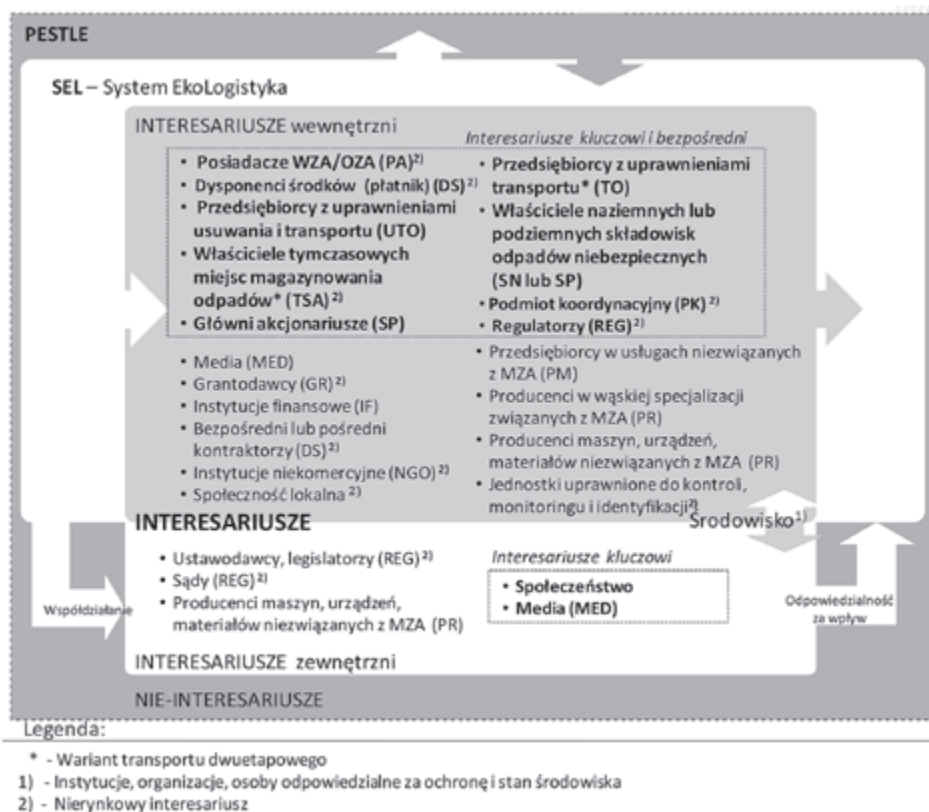 PESTLE
SEL – System EkoLogistyka
INTERESARIUSZE wewnętrzni
Interesariusze kluczowi i bezpośredni
• Posiadacze WZA/OZA (PA)²⁾
• Dysponenci środków (płatnik) (DS)²⁾
• Przedsiębiorcy z uprawnieniami
usuwania i transportu (UTO)
• Właściciele tymczasowych
miejsc magazynowania
odpadów* (TSA) ²⁾
• Główni akcjonariusze (SP)
• Przedsiębiorcy z uprawnieniami
transportu* (TO)
• Właściciele naziemnych lub
podziemnych składowisk
odpadów niebezpiecznych
(SN lub SP)
• Podmiot koordynacyjny (PK) ²⁾
• Regulatorzy (REG)²⁾
• Media (MED)
• Grantodawcy (GR) ²⁾
• Instytucje finansowe (IF)
• Bezpośredni lub pośredni
kontraktorzy (DS)²⁾
• Instytucje niekomercyjne (NGO)²⁾
• Społeczność lokalna ²⁾
• Przedsiębiorcy w usługach niezwiązanych
z MZA (PM)
• Producenci w wąskiej specjalizacji
związanych z MZA (PR)
• Producenci maszyn, urządzeń,
materiałów niezwiązanych z MZA (PR)
• Jednostki uprawnione do kontroli,
monitoringu i identyfikacji²⁾
INTERESARIUSZE
Środowisko¹⁾
• Ustawodawcy, legislatorzy (REG)²⁾
• Sądy (REG)²⁾
• Producenci maszyn, urządzeń,
materiałów niezwiązanych z MZA (PR)
Interesariusze kluczowi
• Społeczeństwo
• Media (MED)
Współdziałanie
Odpowiedzialność
za wpływ
INTERESARIUSZE zewnętrzni
NIE-INTERESARIUSZE
Legenda:
* - Wariant transportu dwuetapowego
1) - Instytucje, organizacje, osoby odpowiedzialne za ochronę i stan środowiska
2) - Nierynkowy interesariusz